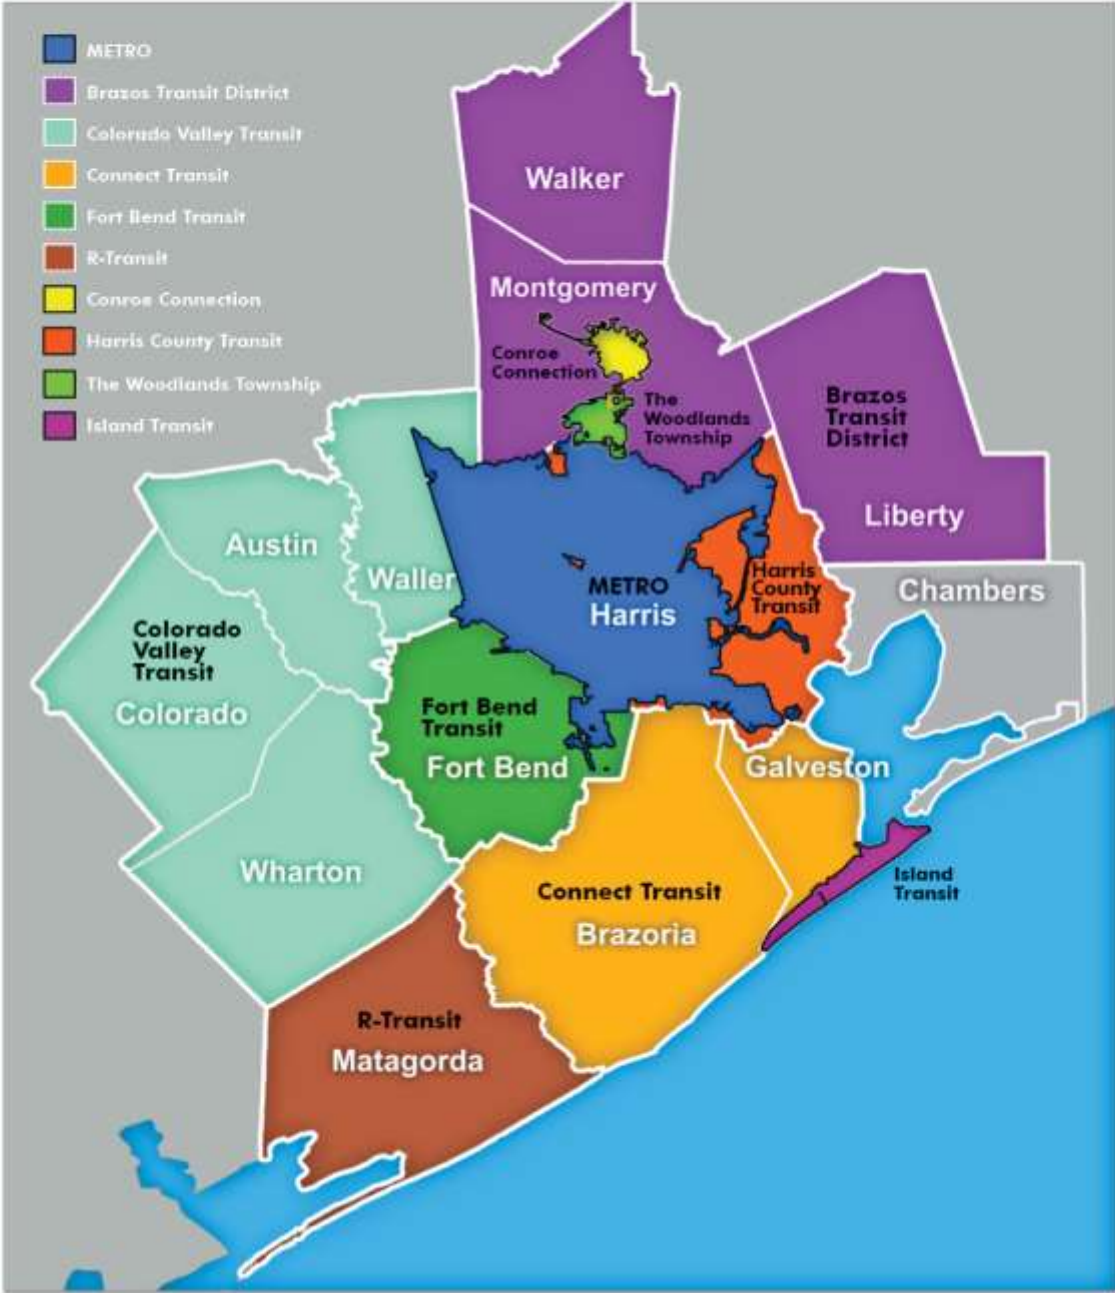 METRO
Brazos Transit District
Colorado Valley Transit
Connect Transit
Fort Bend Transit
R-Transit
Conroe Connection
Harris County Transit
The Woodlands Township
Island Transit
Walker
Montgomery
Conroe
Connection
The
Woodlands
Township
Brazos
Transit
District
Liberty
Austin
Waller
METRO
Harris
Harris
County
Transit
Chambers
Colorado
Valley
Transit
Colorado
Fort Bend
Transit
Fort Bend
Galveston
Wharton
Connect Transit
Brazoria
Island
Transit
R-Transit
Matagorda